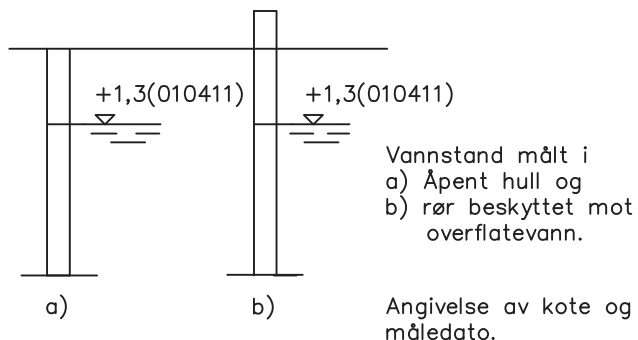 +1,3(010411) +1,3(010411)
Vannstand målt i
a) Åpent hull og
b) rør beskyttet mot
overflatevann.
a) b) Angivelse av kote og
måledato.